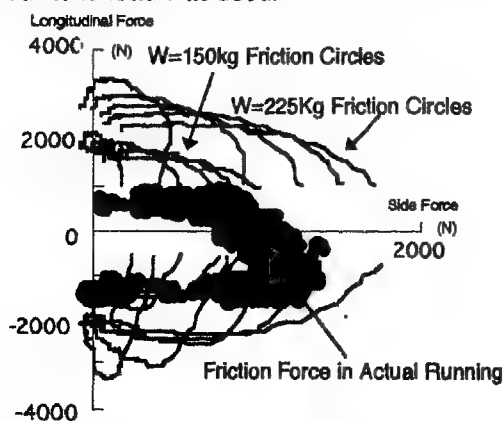 Longitudinal Force
4000
(N)
W=150kg Friction Circles
W=225Kg Friction Circles
2000
Side Force
0
(N)
2000
-2000
Friction Force in Actual Running
-4000